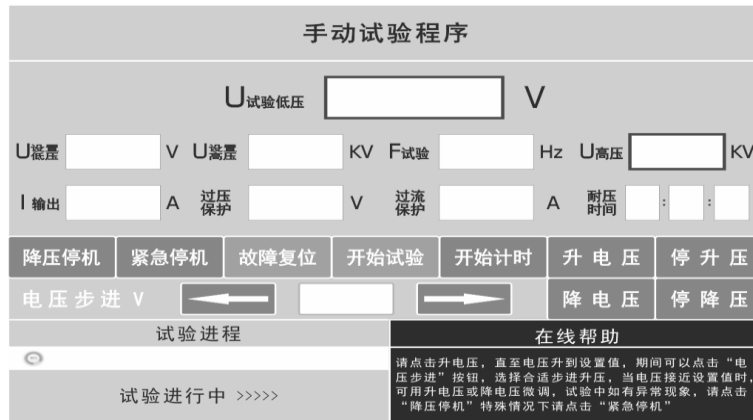 手动试验程序
U试验低压 V
U V U KV F试验 Hz U高压 KV
I 输出 A 过压保护 V 过流保护 A 耐压时间 : :
降压停机 紧急停机 故障复位 开始试验 开始计时 升电压 停升压
电压步进 V 降电压 停降压
试验进程
试验进行中 >>>>>
在线帮助
请点击升电压，直至电压升到设置值，期间可以点击“电
压步进”按钮，选择合适步进升压，当电压接近设置值时，
可用升电压或降电压微调，试验中如有异常现象，请点击
“降压停机”特殊情况下请点击“紧急停机”